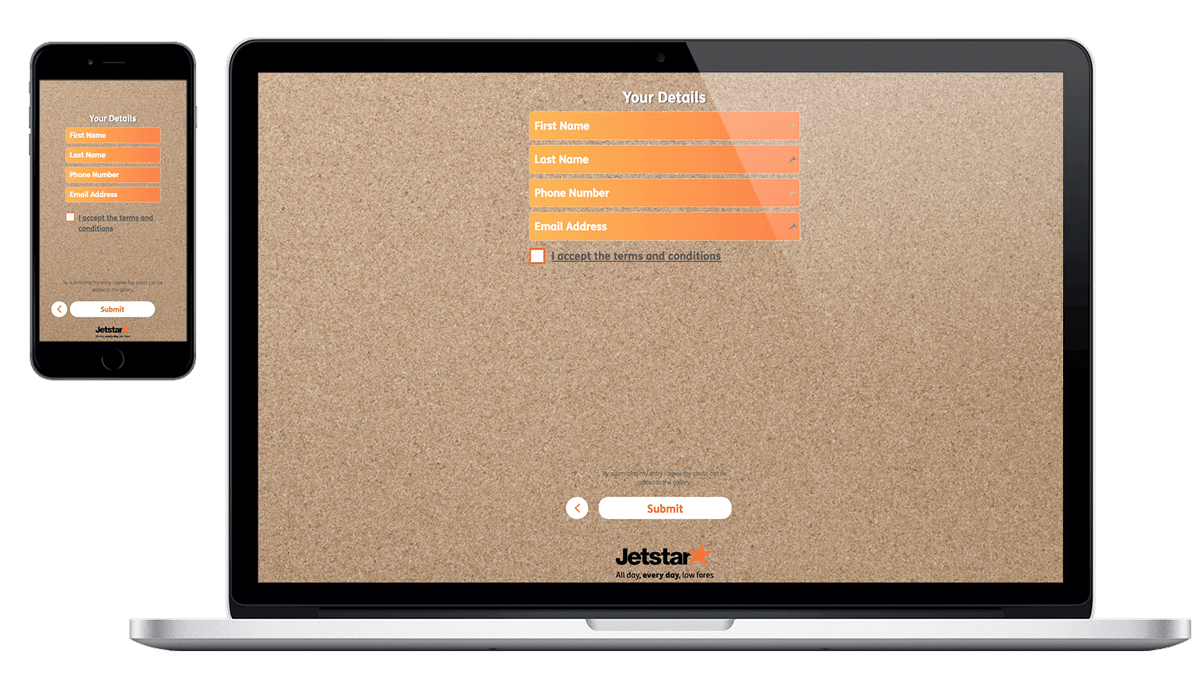 Your Details
First Name
Last Name
Phone Number
Email Address
I accept the terms and
conditions
By submitting my entry I agree my photo can be
added to the gallery.
Submit
Jetstar
All day, every day, low fares
Your Details
First Name
Last Name
Phone Number
Email Address
I accept the terms and conditions
By submitting my entry I agree my photo can be
added to the gallery.
Submit
Jetstar
All day, every day, low fares